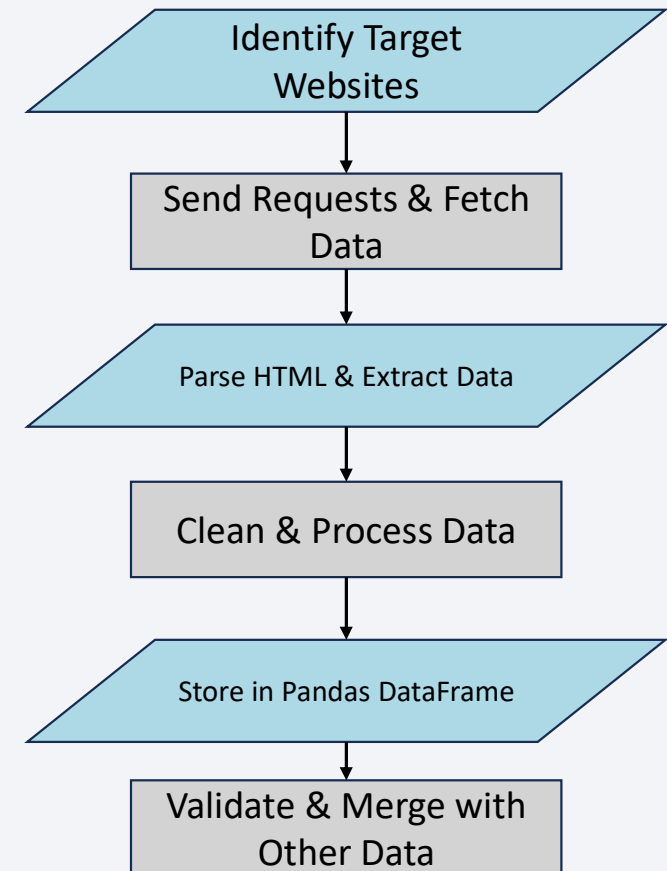 Identify Target
Websites
Send Requests & Fetch
Data
Parse HTML & Extract Data
Clean & Process Data
Store in Pandas DataFrame
Validate & Merge with
Other Data